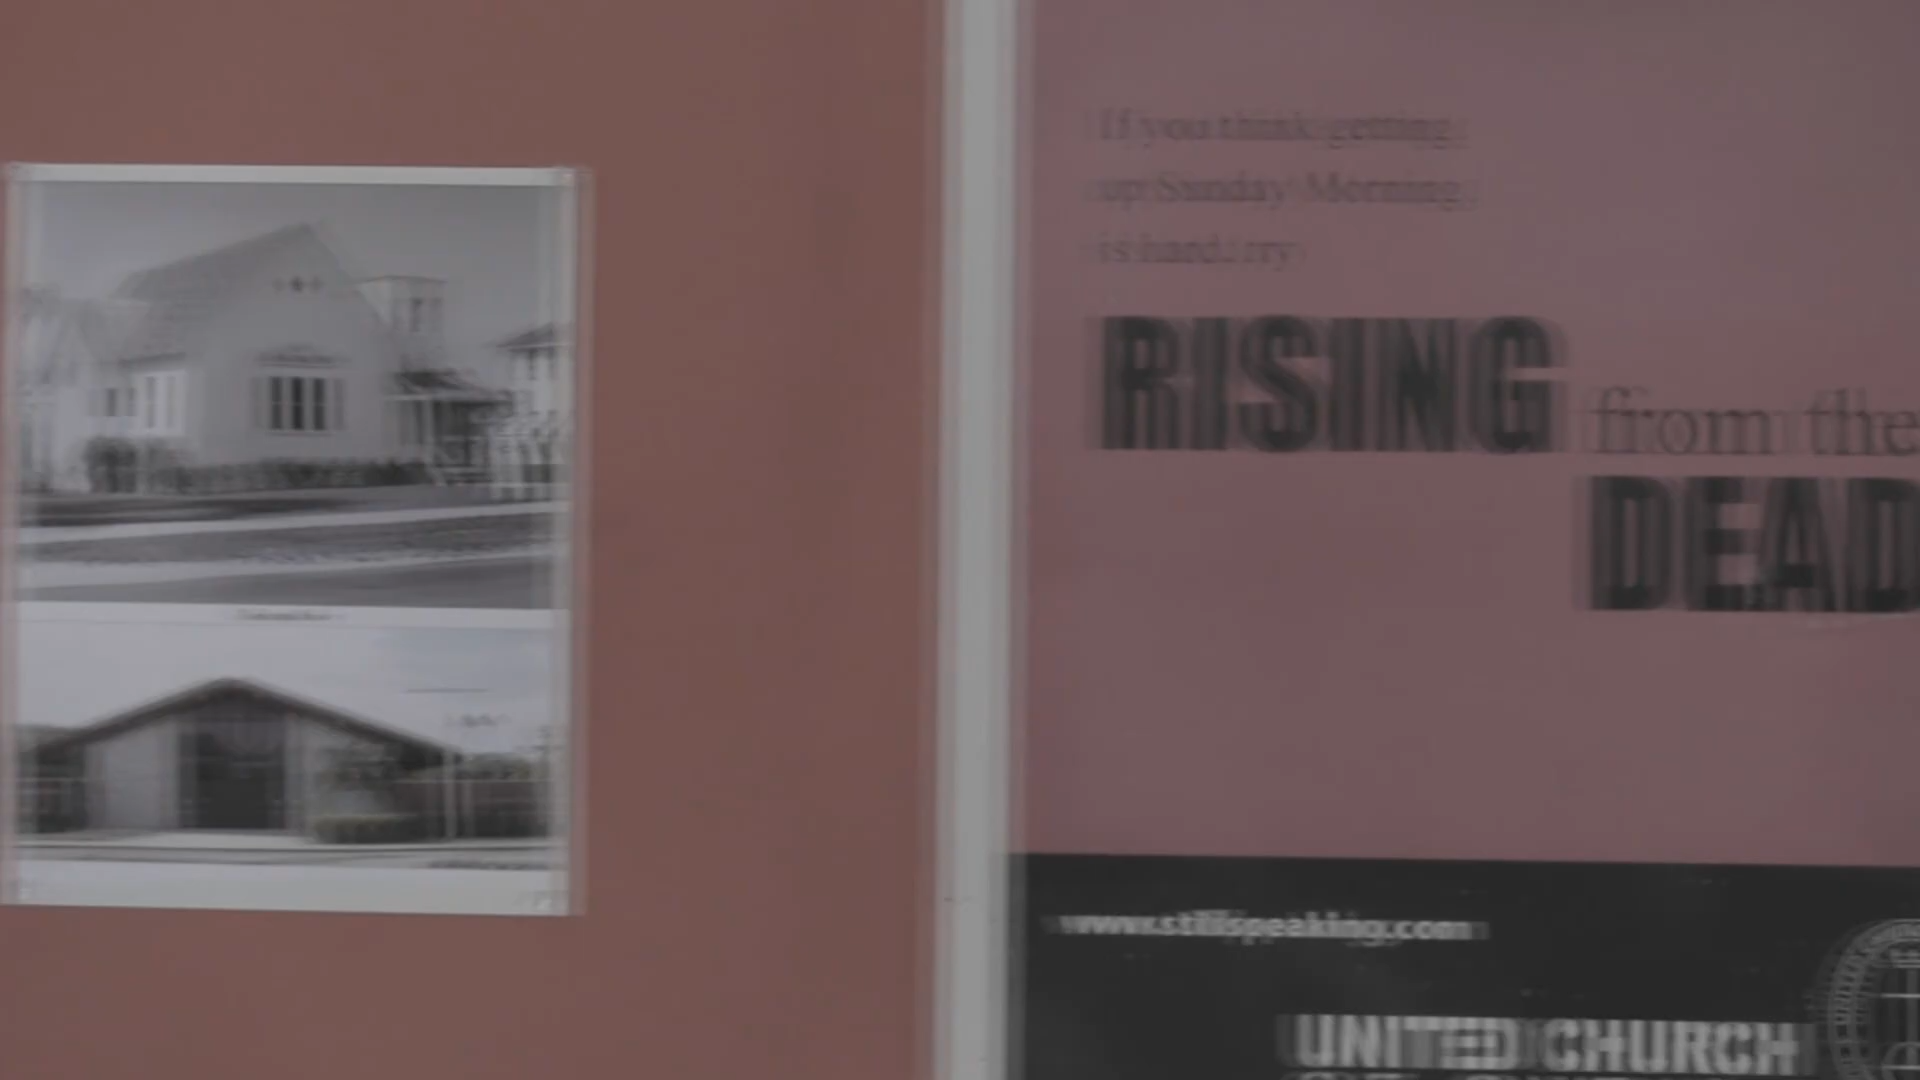 If you think getting
up Sunday Morning
is hard, try
RISING from the
DEAD
www.stillspeaking.com
UNITED CHURCH